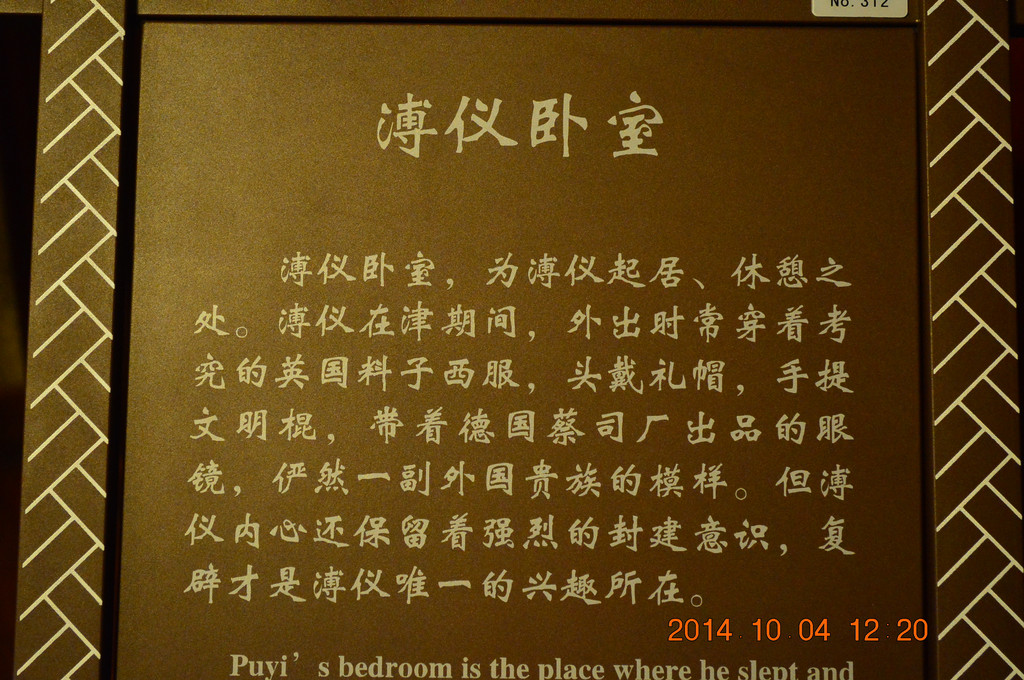 No.312
溥仪卧室
溥仪卧室，为溥仪起居、休憩之
处。溥仪在津期间，外出时常穿着考
究的英国料子西服，头戴礼帽，手提
文明棍，带着德国蔡司厂出品的眼
镜，俨然一副外国贵族的模样。但溥
仪内心还保留着强烈的封建意识，复
辟才是溥仪唯一的兴趣所在。
2014.10.04 12:20
Puyi’s bedroom is the place where he slept and